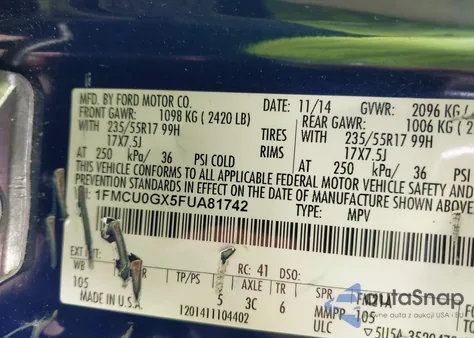 MFD. BY FORD MOTOR CO.
DATE: 11/14 GVWR: 2096 KG
FRONT GAWR: 1098 KG ( 2420 LB) REAR GAWR: 1006 KG ( 2
WITH 235/55R17 99H TIRES WITH 235/55R17 99H
17X7.5J RIMS 17X7.5J
AT 250 kPa/ 36 PSI COLD AT 250 kPa/ 36 PSI
THIS VEHICLE CONFORMS TO ALL APPLICABLE FEDERAL MOTOR VEHICLE SAFETY AND
PREVENTION STANDARDS IN EFFECT ON THE DATE OF MANUFACTURE SHOWN ABOVE
1FMCU0GX5FUA81742 TYPE: MPV
EXT PNT: RC: 41 DSO:
WB TP/PS AXLE TR SPR
105 5 3C 6
MADE IN U.S.A.
1201411104402
MMPP 105
ULC
autoSnap